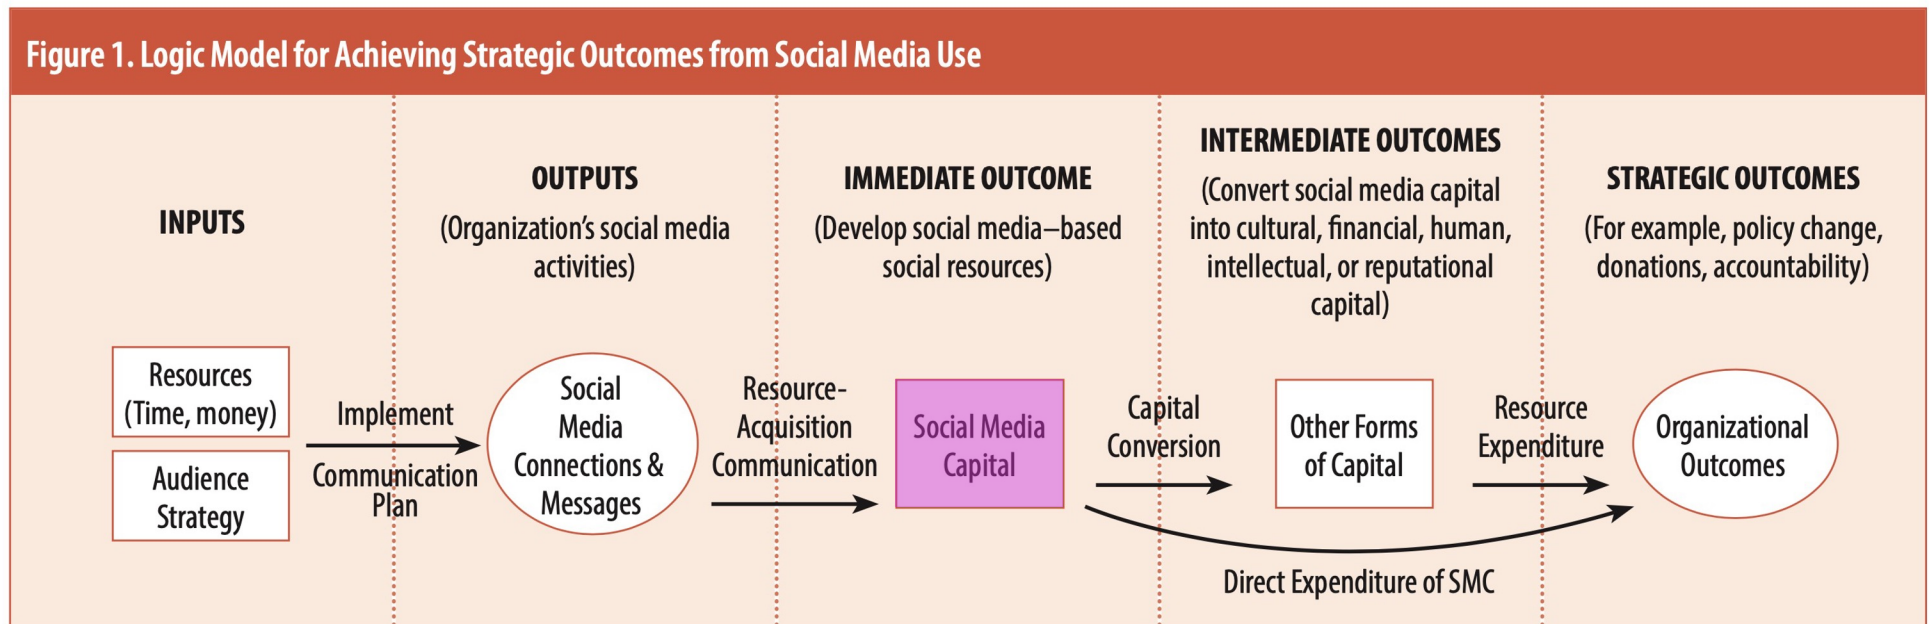 Figure 1. Logic Model for Achieving Strategic Outcomes from Social Media Use
INPUTS
OUTPUTS
(Organization's social media
activities)
IMMEDIATE OUTCOME
(Develop social media–based
social resources)
INTERMEDIATE OUTCOMES
(Convert social media capital
into cultural, financial, human,
intellectual, or reputational
capital)
STRATEGIC OUTCOMES
(For example, policy change,
donations, accountability)
Resources
(Time, money)
Audience
Strategy
Implement
Communication
Plan
Social
Media
Connections &
Messages
Resource-
Acquisition
Communication
Social Media
Capital
Capital
Conversion
Other Forms
of Capital
Resource
Expenditure
Organizational
Outcomes
Direct Expenditure of SMC